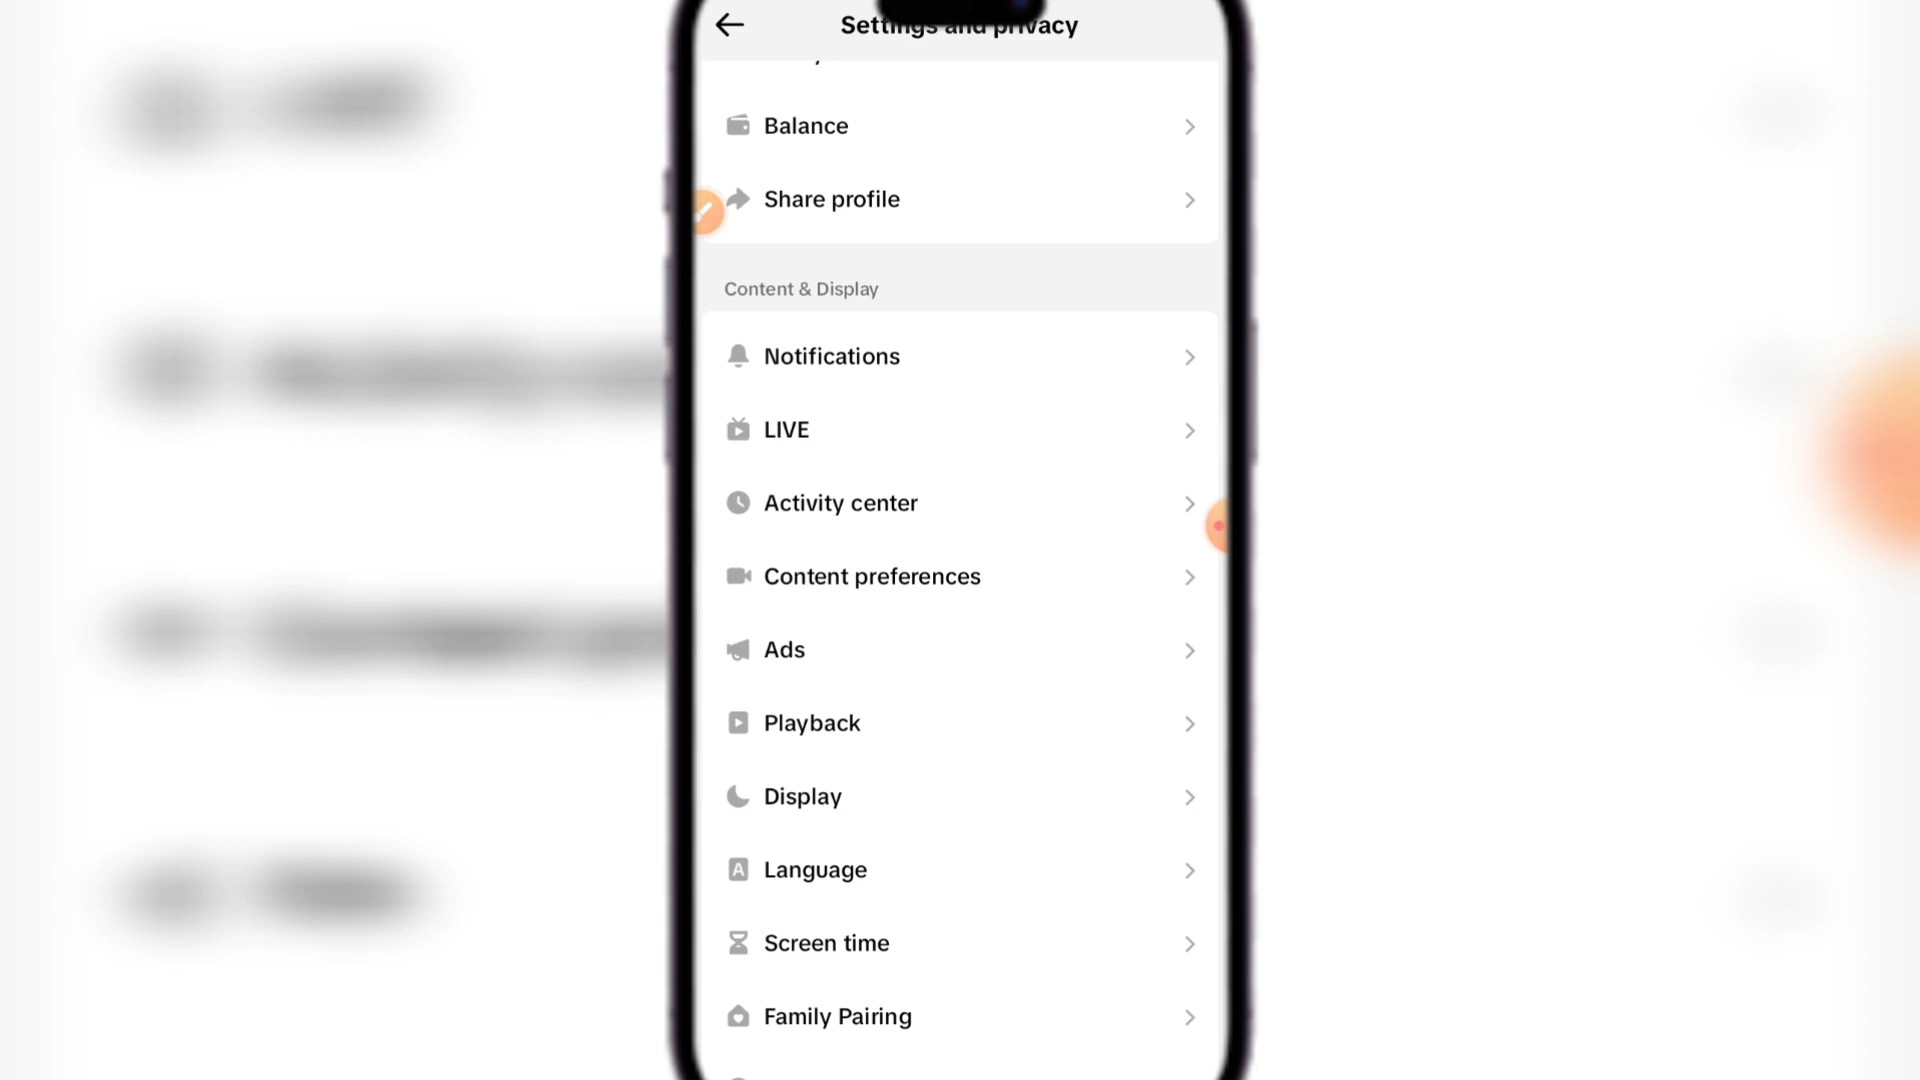 Settings and privacy
Balance
Share profile
Content & Display
Notifications
LIVE
Activity center
Content preferences
Ads
Playback
Display
Language
Screen time
Family Pairing